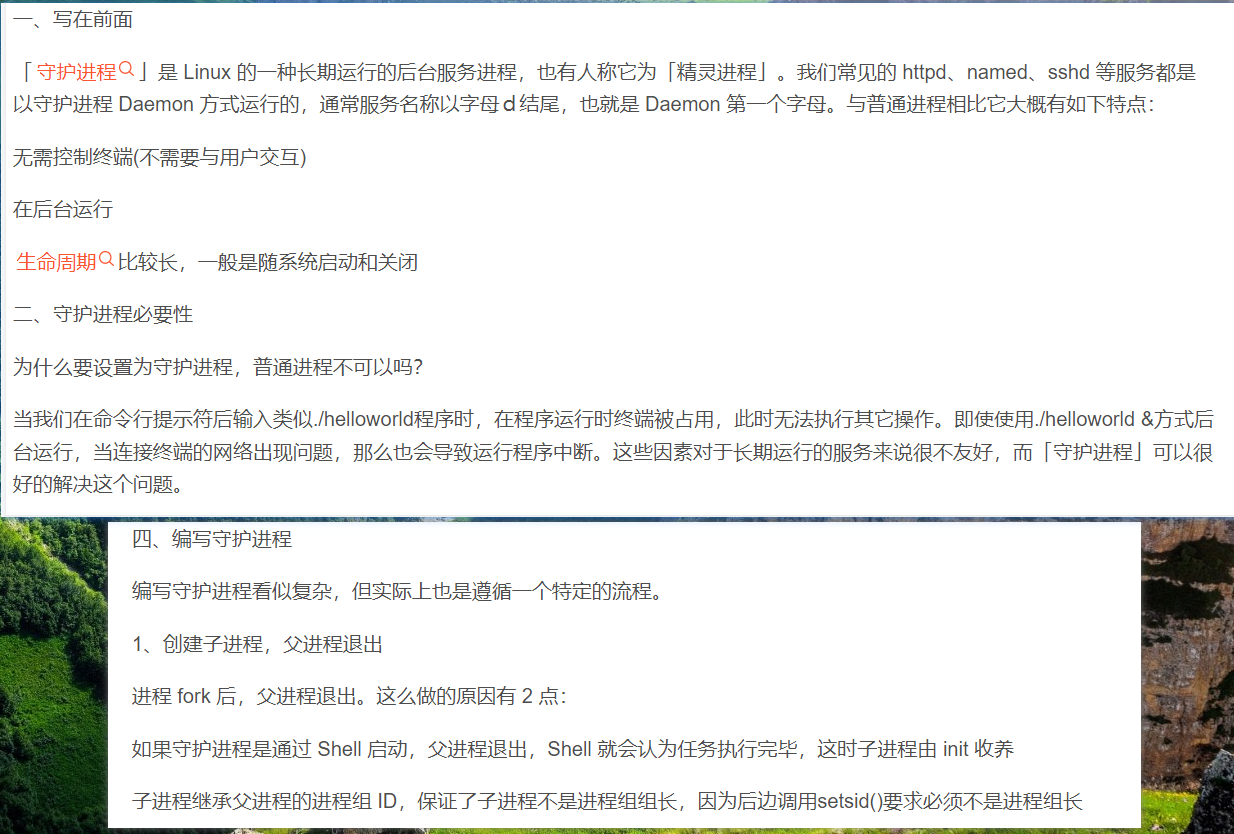 一、写在前面
「守护进程」是 Linux 的一种长期运行的后台服务进程，也有人称它为「精灵进程」。我们常见的 httpd、named、sshd 等服务都是
以守护进程 Daemon 方式运行的，通常服务名称以字母ｄ结尾，也就是 Daemon 第一个字母。与普通进程相比它大概有如下特点：
无需控制终端(不需要与用户交互)
在后台运行
生命周期比较长，一般是随系统启动和关闭
二、守护进程必要性
为什么要设置为守护进程，普通进程不可以吗？
当我们在命令行提示符后输入类似./helloworld程序时，在程序运行时终端被占用，此时无法执行其它操作。即使使用./helloworld &方式后
台运行，当连接终端的网络出现问题，那么也会导致运行程序中断。这些因素对于长期运行的服务来说很不友好，而「守护进程」可以很
好的解决这个问题。
四、编写守护进程
编写守护进程看似复杂，但实际上也是遵循一个特定的流程。
1、创建子进程，父进程退出
进程 fork 后，父进程退出。这么做的原因有 2 点：
如果守护进程是通过 Shell 启动，父进程退出，Shell 就会认为任务执行完毕，这时子进程由 init 收养
子进程继承父进程的进程组 ID，保证了子进程不是进程组组长，因为后边调用setsid()要求必须不是进程组长